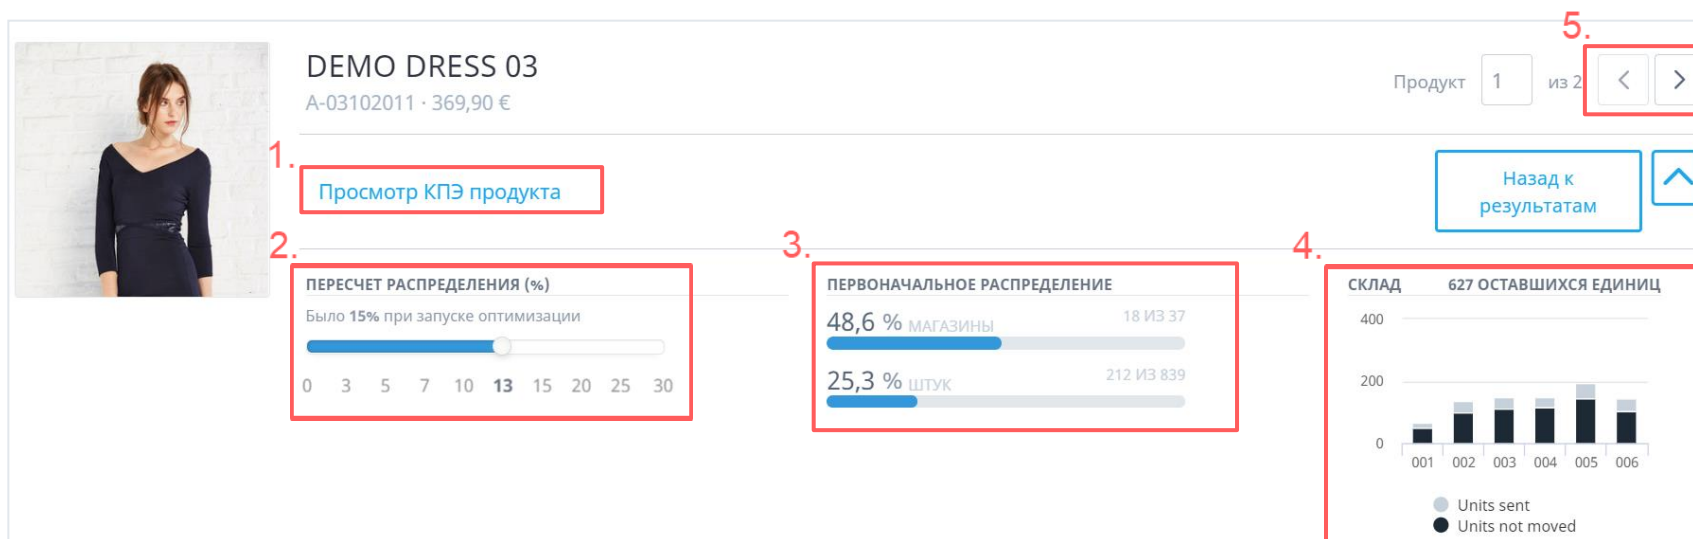 5.
DEMO DRESS 03
A-03102011 · 369,90 €
Продукт 1 из 2
1.
Просмотр КПЭ продукта
Назад к
результатам
2.
ПЕРЕСЧЕТ РАСПРЕДЕЛЕНИЯ (%)
Было 15% при запуске оптимизации
0 3 5 7 10 13 15 20 25 30
3.
ПЕРВОНАЧАЛЬНОЕ РАСПРЕДЕЛЕНИЕ
48,6 % МАГАЗИНЫ 18 ИЗ 37
25,3 % ШТУК 212 ИЗ 839
4.
СКЛАД 627 ОСТАВШИХСЯ ЕДИНИЦ
400
200
0
001 002 003 004 005 006
Units sent
Units not moved